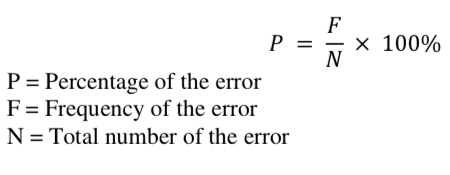 P = F/N × 100%
P = Percentage of the error
F = Frequency of the error
N = Total number of the error